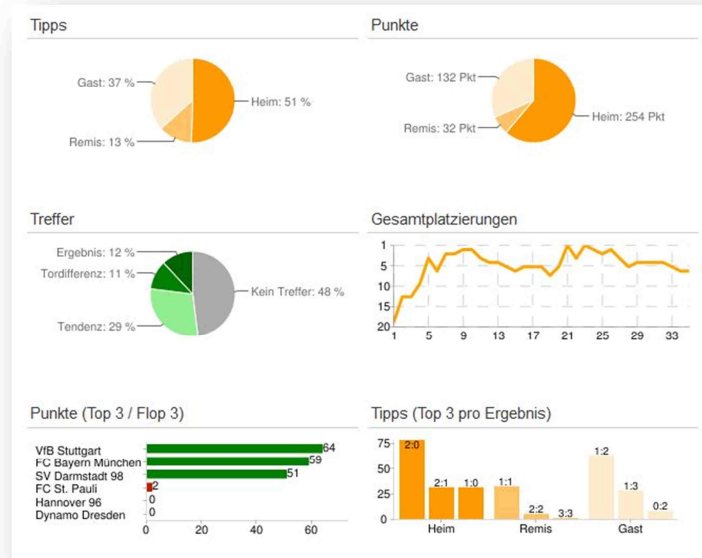 Tipps
Gast: 37 %
Heim: 51 %
Remis: 13 %
Punkte
Gast: 132 Pkt
Heim: 254 Pkt
Remis: 32 Pkt
Treffer
Ergebnis: 12 %
Tordifferenz: 11 %
Kein Treffer: 48 %
Tendenz: 29 %
Gesamtplatzierungen
1
5
10
15
20
1 5 9 13 17 21 25 29 33
Punkte (Top 3 / Flop 3)
VfB Stuttgart 64
FC Bayern München 59
SV Darmstadt 98 51
FC St. Pauli 2
Hannover 96 0
Dynamo Dresden 0
0 20 40 60
Tipps (Top 3 pro Ergebnis)
75
50
25
0
2:0 2:1 1:0 1:1 2:2 3:3 1:2 1:3 0:2
Heim Remis Gast